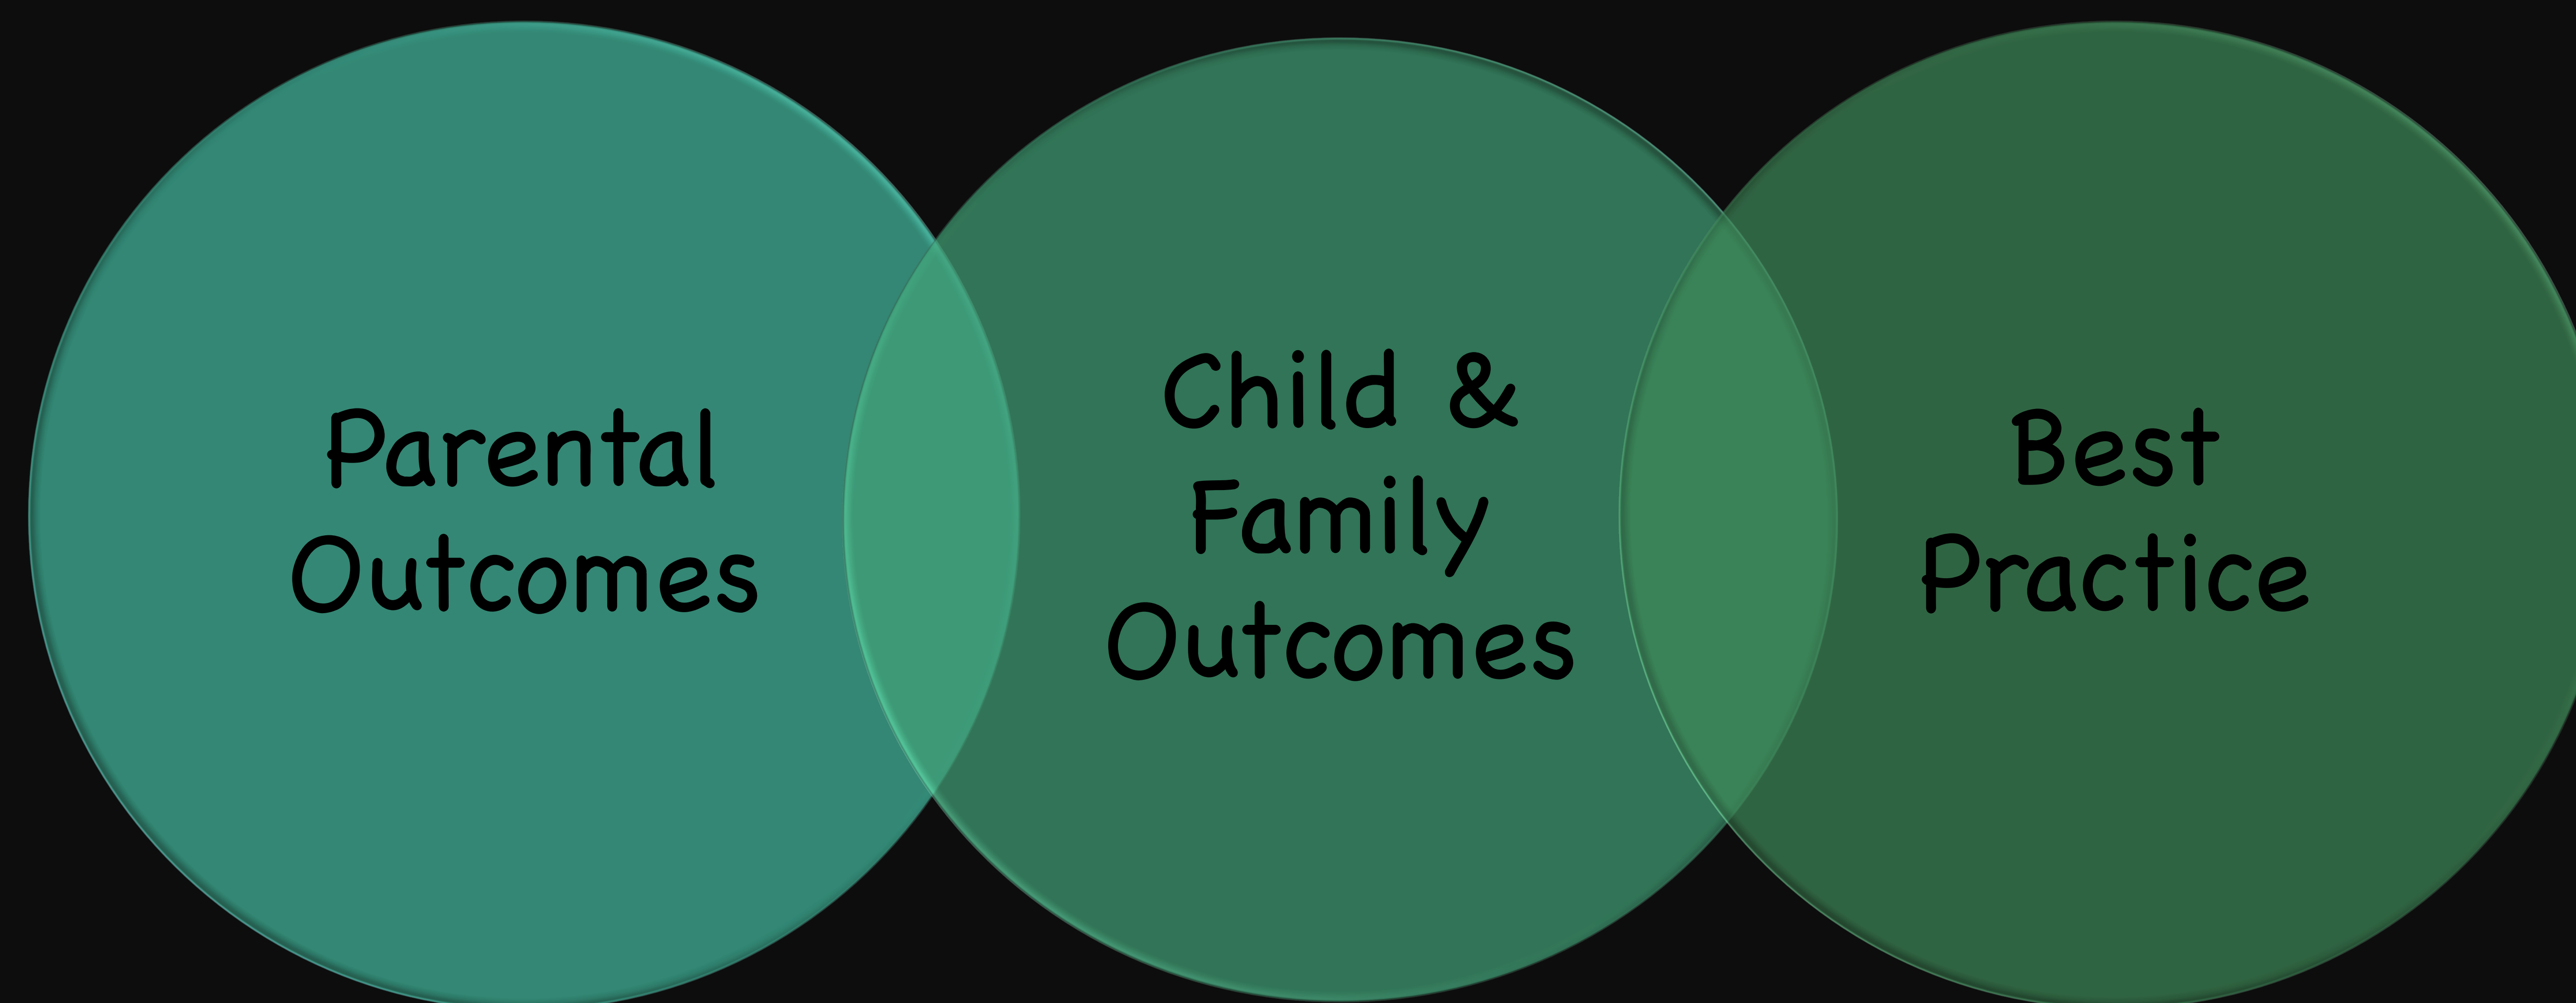 Parental
Outcomes
Child &
Family
Outcomes
Best
Practice